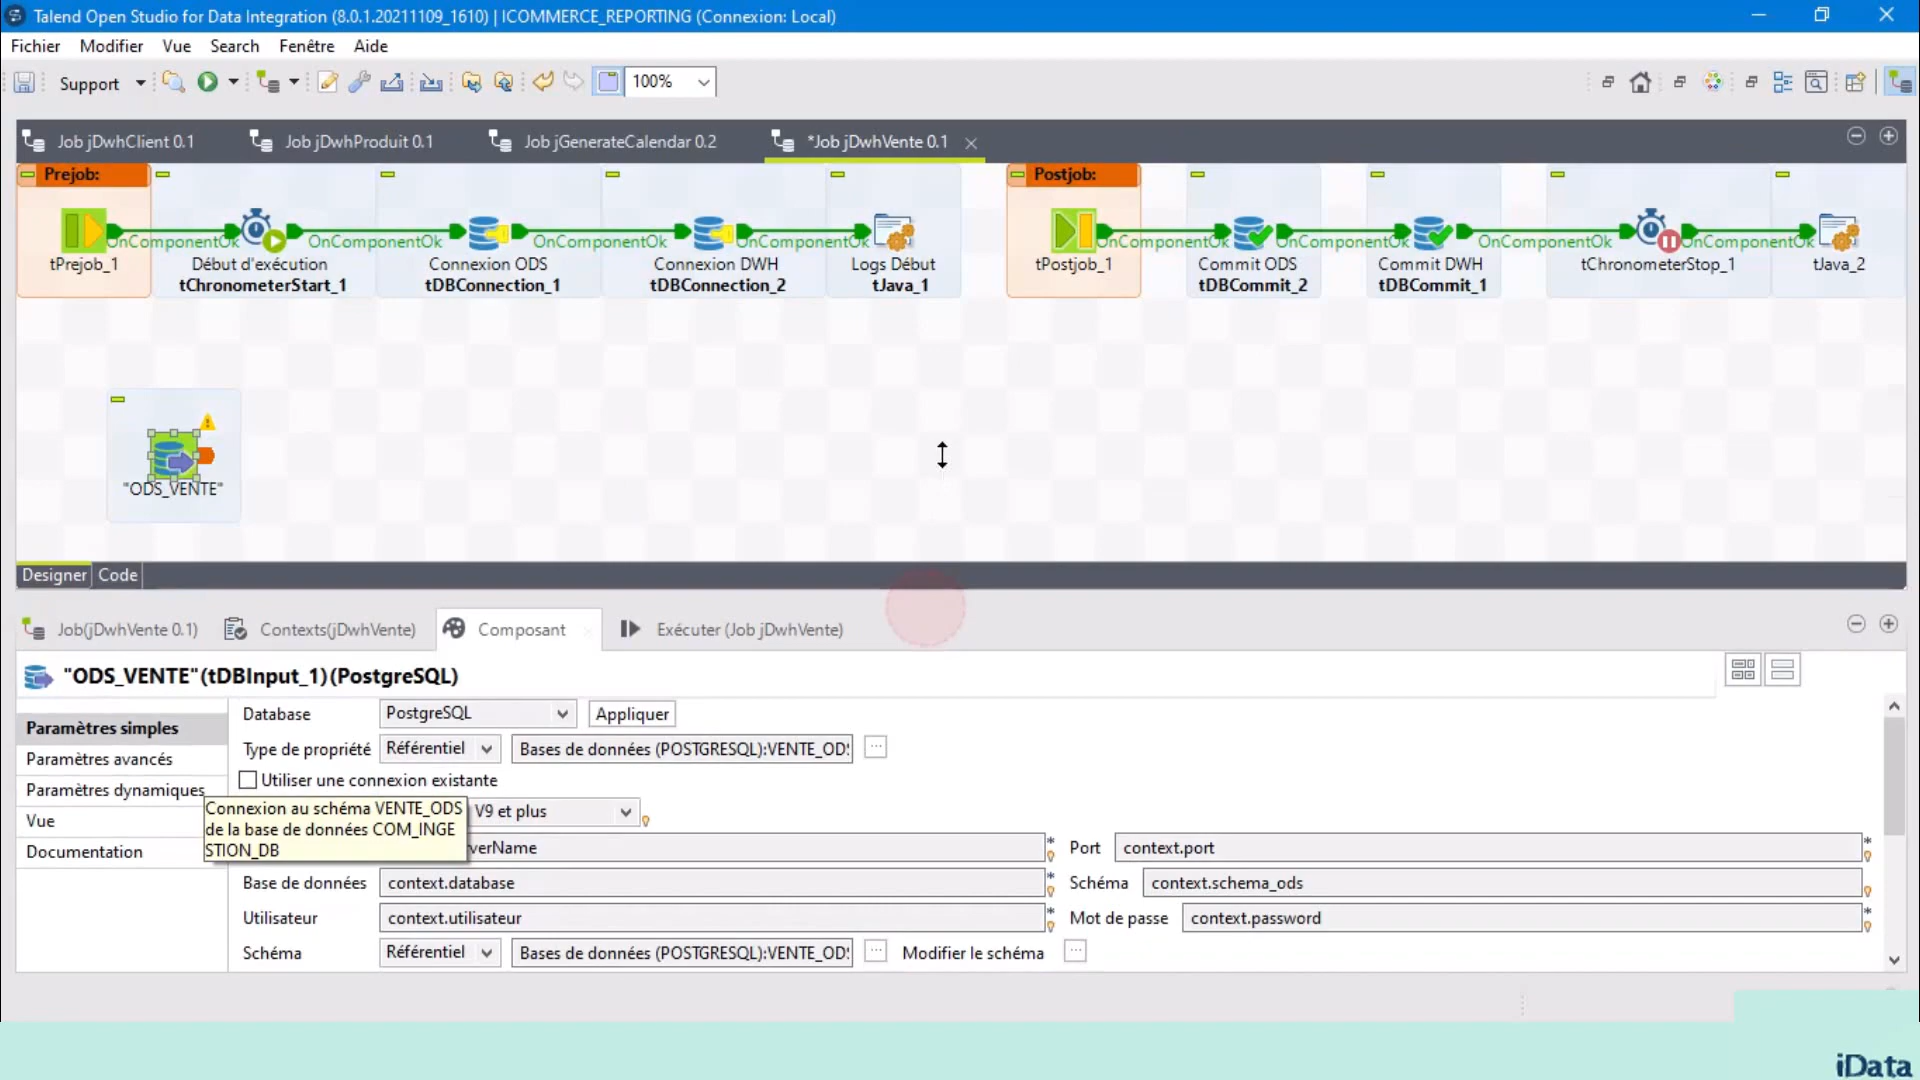 Talend Open Studio for Data Integration (8.0.1.20211109_1610) | ICOMMERCE_REPORTING (Connexion: Local)
Fichier Modifier Vue Search Fenêtre Aide
Support 100%
Job jDwhClient 0.1 Job jDwhProduit 0.1 Job jGenerateCalendar 0.2 *Job jDwhVente 0.1
Prejob: Postjob:
OnComponentOk OnComponentOk OnComponentOk OnComponentOk OnComponentOk OnComponentOk OnComponentOk OnComponentOk
tPrejob_1 Début d'exécution Connexion ODS Connexion DWH Logs Début tPostjob_1 Commit ODS Commit DWH tChronometerStop_1 tJava_2
tChronometerStart_1 tDBConnection_1 tDBConnection_2 tJava_1 tDBCommit_2 tDBCommit_1
"ODS_VENTE"
Designer Code
Job(jDwhVente 0.1) Contexts(jDwhVente) Composant Exécuter (Job jDwhVente)
"ODS_VENTE"(tDBInput_1)(PostgreSQL)
Paramètres simples
Paramètres avancés
Paramètres dynamiques
Vue
Documentation
Database PostgreSQL Appliquer
Type de propriété Référentiel Bases de données (POSTGRESQL):VENTE_OD
Utiliser une connexion existante
Connexion au schéma VENTE_ODS
de la base de données COM_INGE
STION_DB
V9 et plus
verName * Port context.port *
Base de données context.database * Schéma context.schema_ods
Utilisateur context.utilisateur * Mot de passe context.password *
Schéma Référentiel Bases de données (POSTGRESQL):VENTE_OD Modifier le schéma
iData